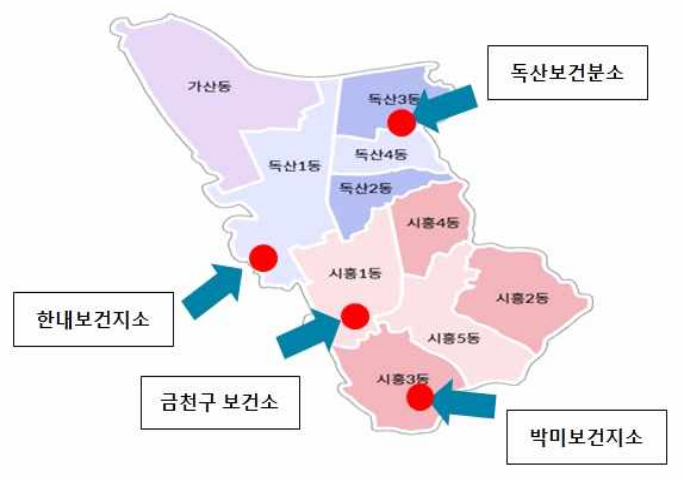 독산보건분소
가산동
독산3동
독산4동
독산1동
독산2동
시흥4동
시흥1동
시흥2동
한내보건지소
시흥5동
시흥3동
금천구 보건소
박미보건지소